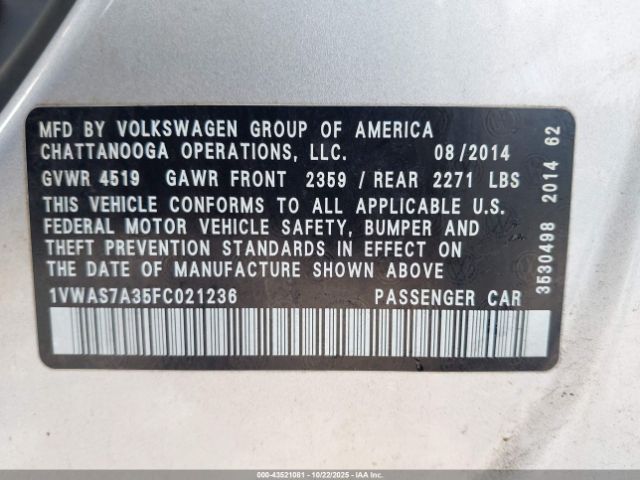 MFD BY VOLKSWAGEN GROUP OF AMERICA
CHATTANOOGA OPERATIONS, LLC. 08/2014
GVWR 4519 GAWR FRONT 2359 / REAR 2271 LBS
THIS VEHICLE CONFORMS TO ALL APPLICABLE U.S.
FEDERAL MOTOR VEHICLE SAFETY, BUMPER AND
THEFT PREVENTION STANDARDS IN EFFECT ON
THE DATE OF MANUFACTURE SHOWN ABOVE
1VWAS7A35FC021236 PASSENGER CAR
3530498 2014 62
000-43521081 | 10/22/2025 | © IAA Inc.